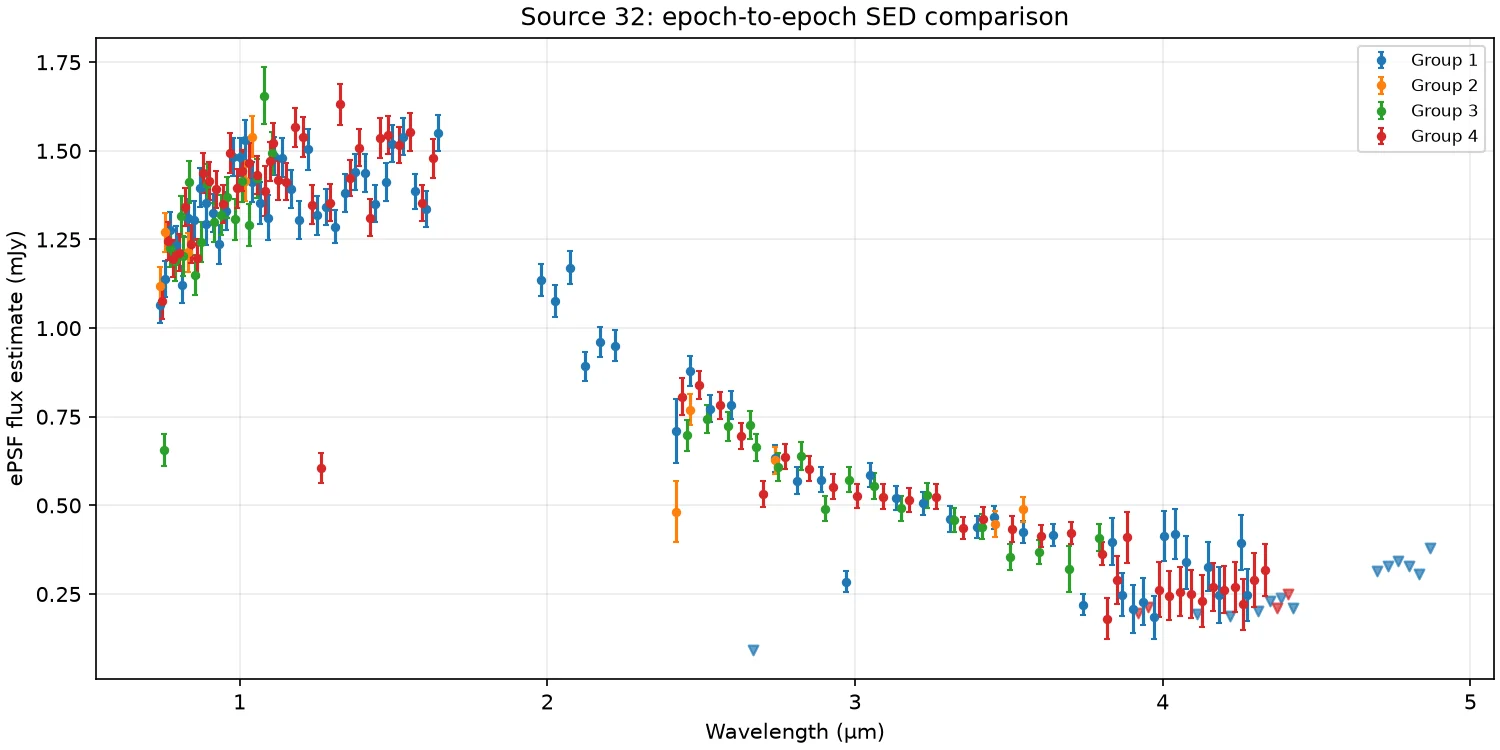 Source 32: epoch-to-epoch SED comparison
ePSF flux estimate (mJy)
1.75
1.50
1.25
1.00
0.75
0.50
0.25
Group 1
Group 2
Group 3
Group 4
1 2 3 4 5
Wavelength (μm)